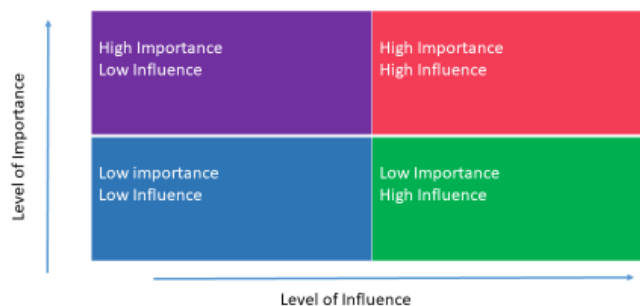 High Importance
Low Influence
High Importance
High Influence
Level of Importance
Low importance
Low Influence
Low Importance
High Influence
Level of Influence